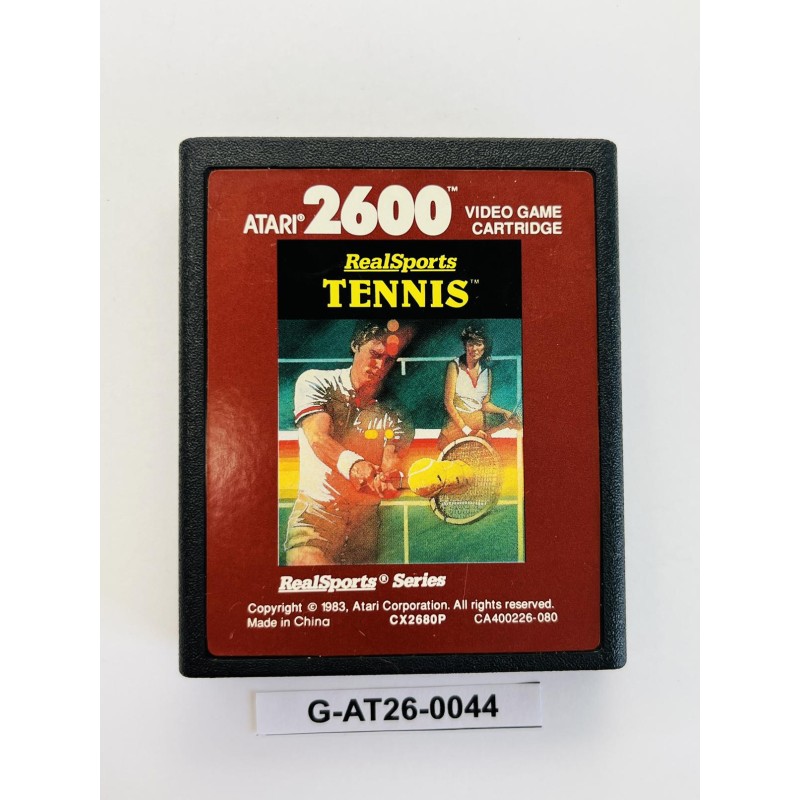 ATARI® 2600™ VIDEO GAME
CARTRIDGE
RealSports
TENNIS™
RealSports® Series
Copyright © 1983, Atari Corporation. All rights reserved.
Made in China CX2680P CA400226-080
G-AT26-0044